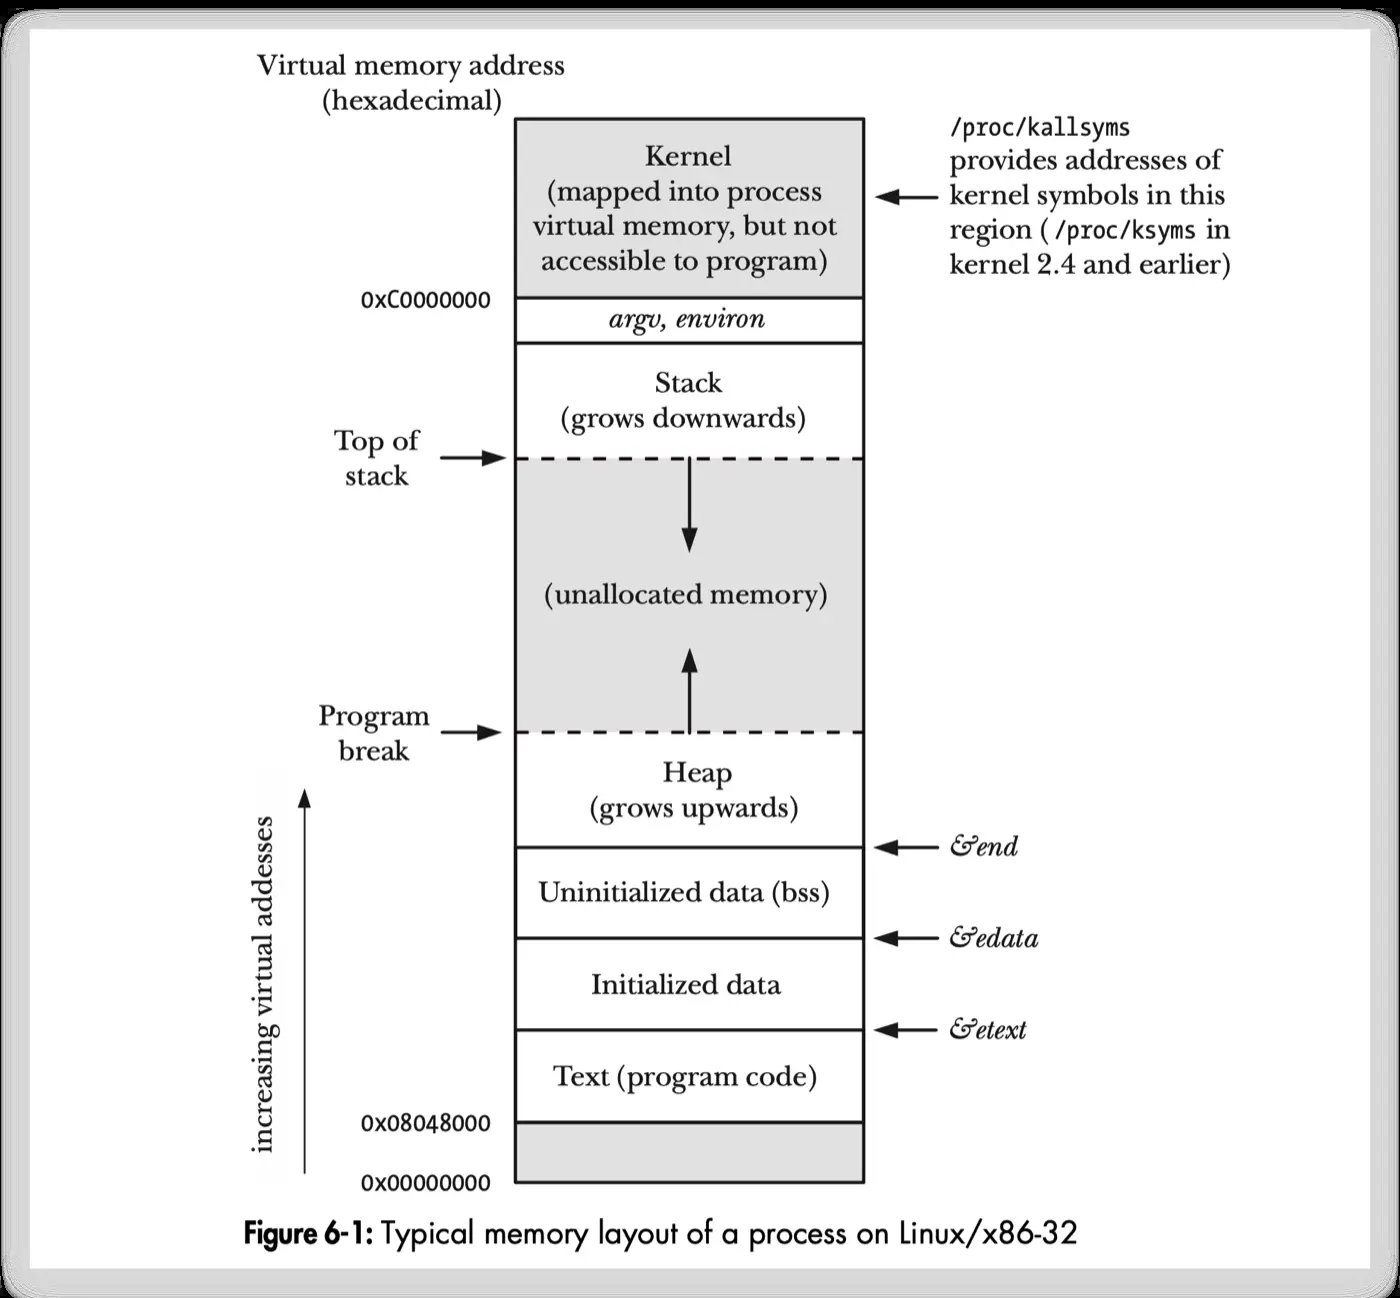 Virtual memory address
(hexadecimal)
Kernel
(mapped into process
virtual memory, but not
accessible to program)
/proc/kallsyms
provides addresses of
kernel symbols in this
region (/proc/ksyms in
kernel 2.4 and earlier)
0xC0000000
argv, environ
Stack
(grows downwards)
Top of
stack
(unallocated memory)
Program
break
Heap
(grows upwards)
&end
Uninitialized data (bss)
&edata
Initialized data
&etext
Text (program code)
increasing virtual addesses
0x08048000
0x00000000
Figure 6-1: Typical memory layout of a process on Linux/x86-32